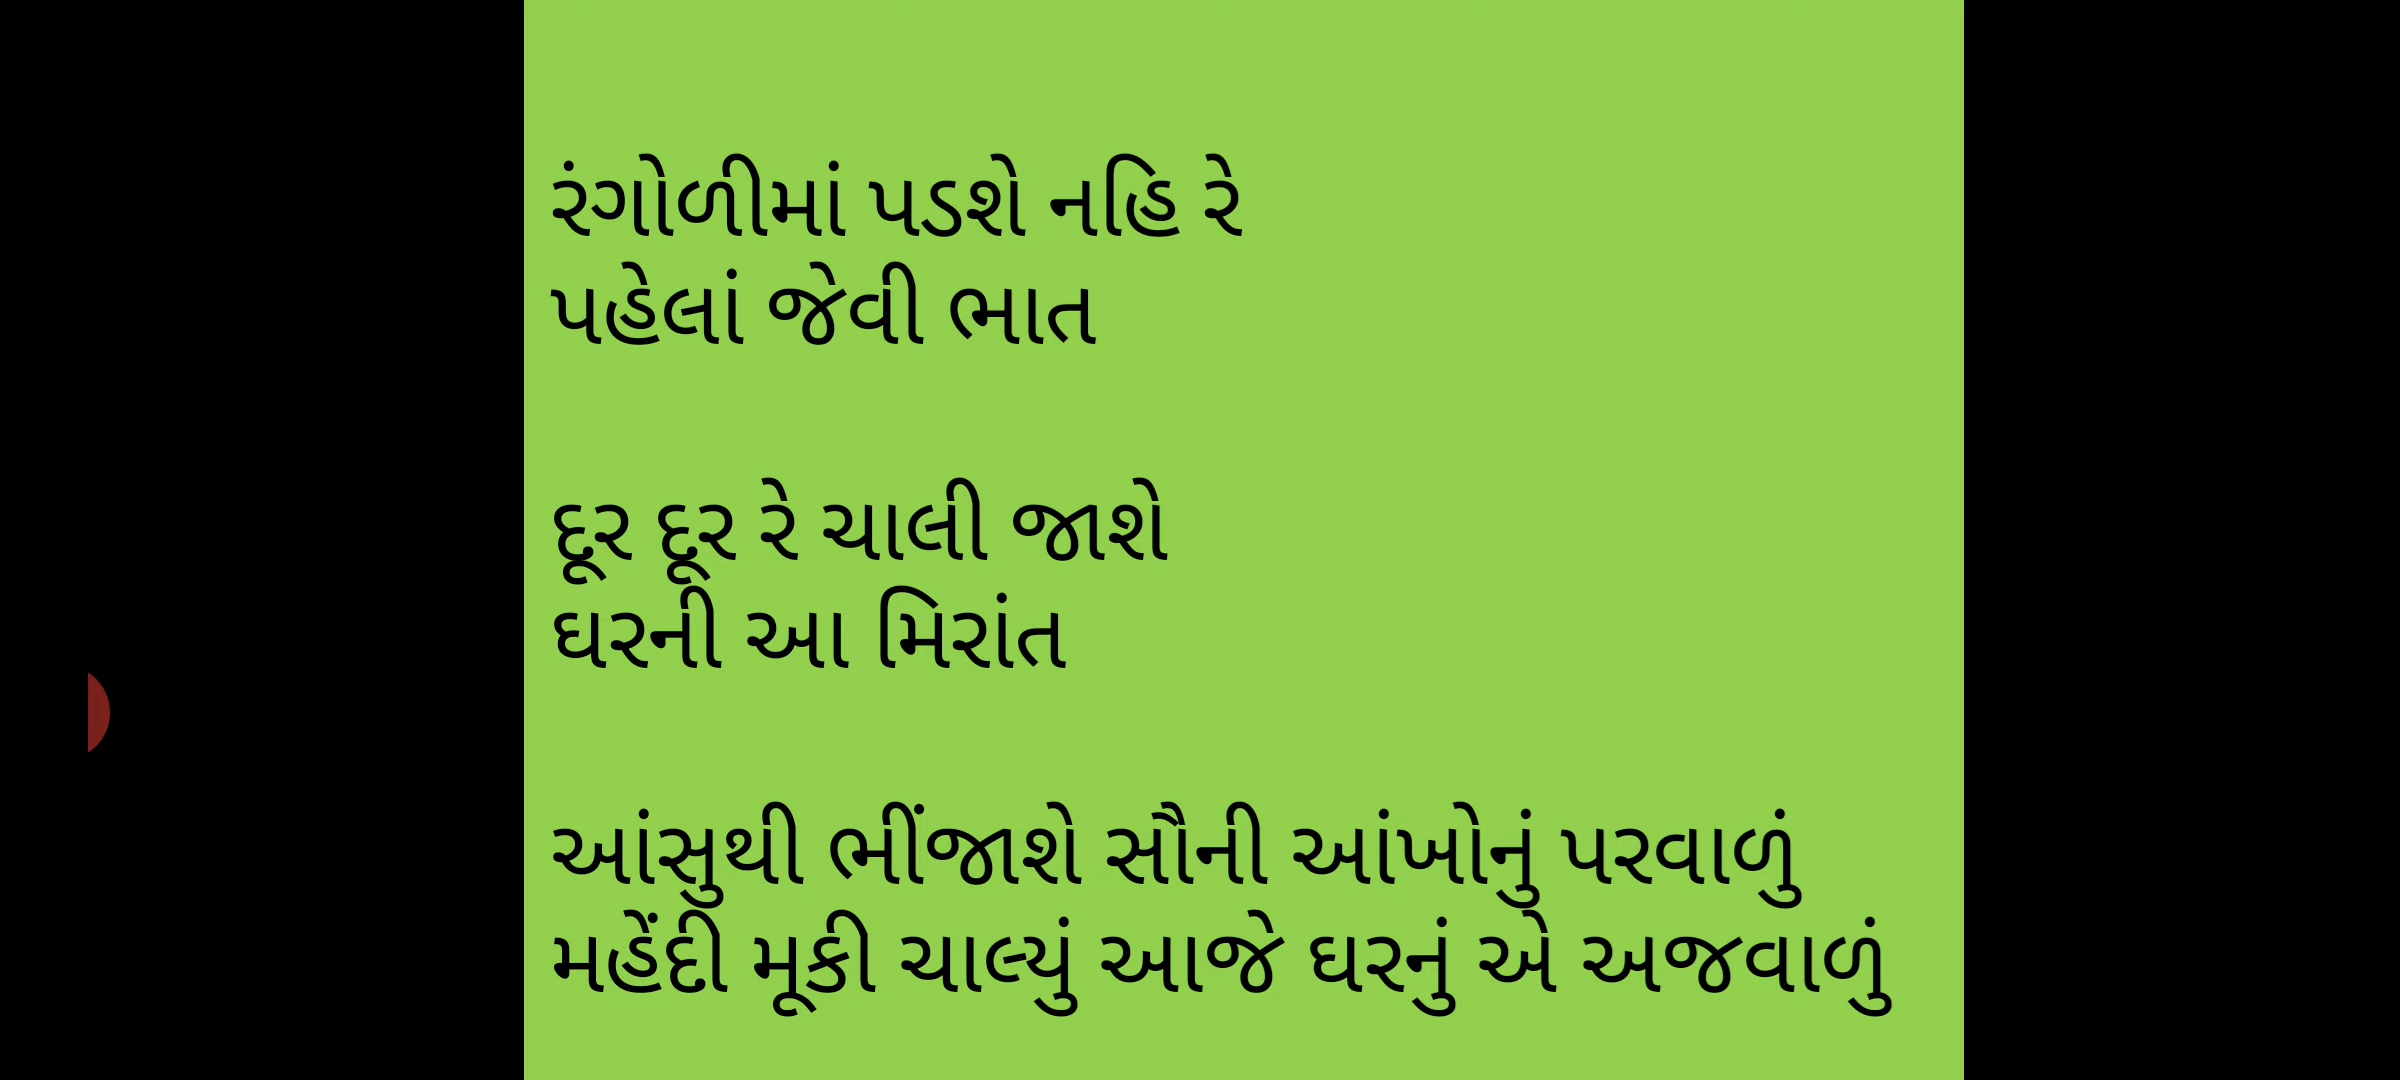 રંગોળીમાં પડશે નહિ રે
પહેલાં જેવી ભાત
દૂર દૂર રે ચાલી જાશે
ઘરની આ મિરાંત
આંસુથી ભીંજાશે સૌની આંખોનું પરવાળું
મહેંદી મૂકી ચાલ્યું આજે ઘરનું એ અજવાળું